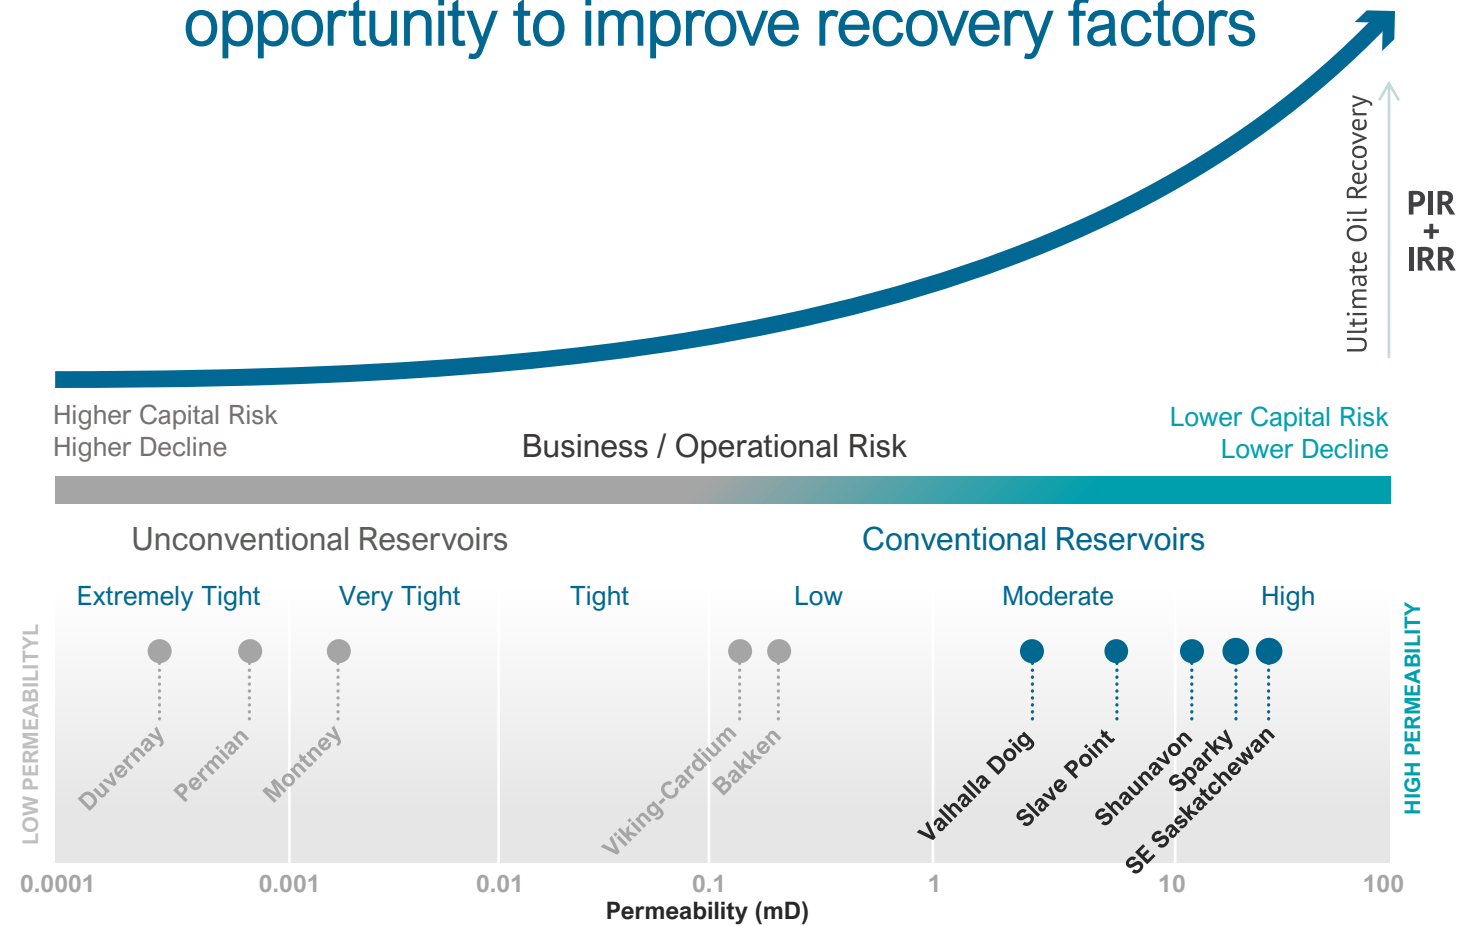 opportunity to improve recovery factors
Ultimate Oil Recovery
PIR
+
IRR
Higher Capital Risk
Higher Decline
Business / Operational Risk
Lower Capital Risk
Lower Decline
Unconventional Reservoirs
Conventional Reservoirs
Extremely Tight
Very Tight
Tight
Low
Moderate
High
LOW PERMEABILITYL
HIGH PERMEABILITY
Duvernay
Permian
Montney
Viking-Cardium
Bakken
Valhalla Doig
Slave Point
Shaunavon
Sparky
SE Saskatchewan
0.0001
0.001
0.01
0.1
1
10
100
Permeability (mD)